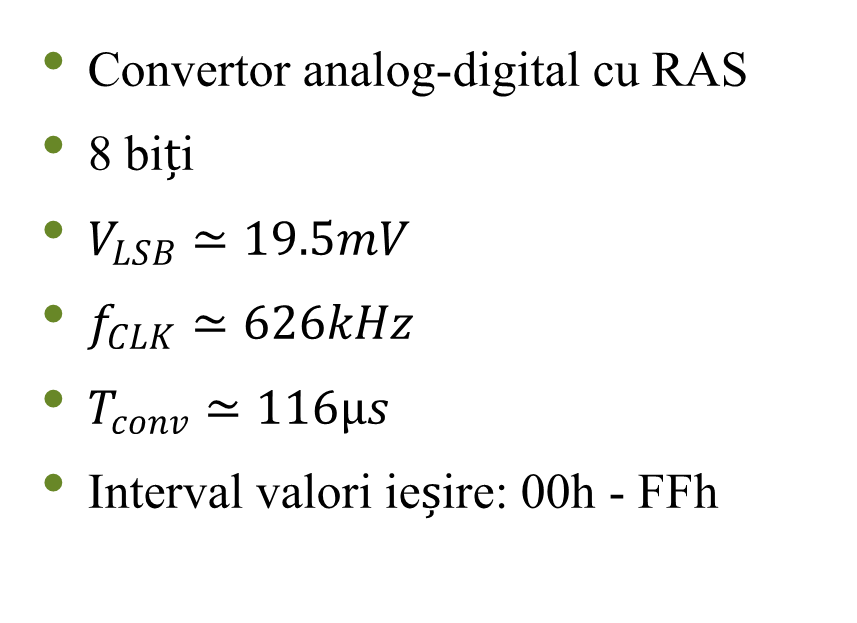 • Convertor analog-digital cu RAS
• 8 biți
• V_LSB ≃ 19.5mV
• f_CLK ≃ 626kHz
• T_conv ≃ 116μs
• Interval valori ieșire: 00h - FFh